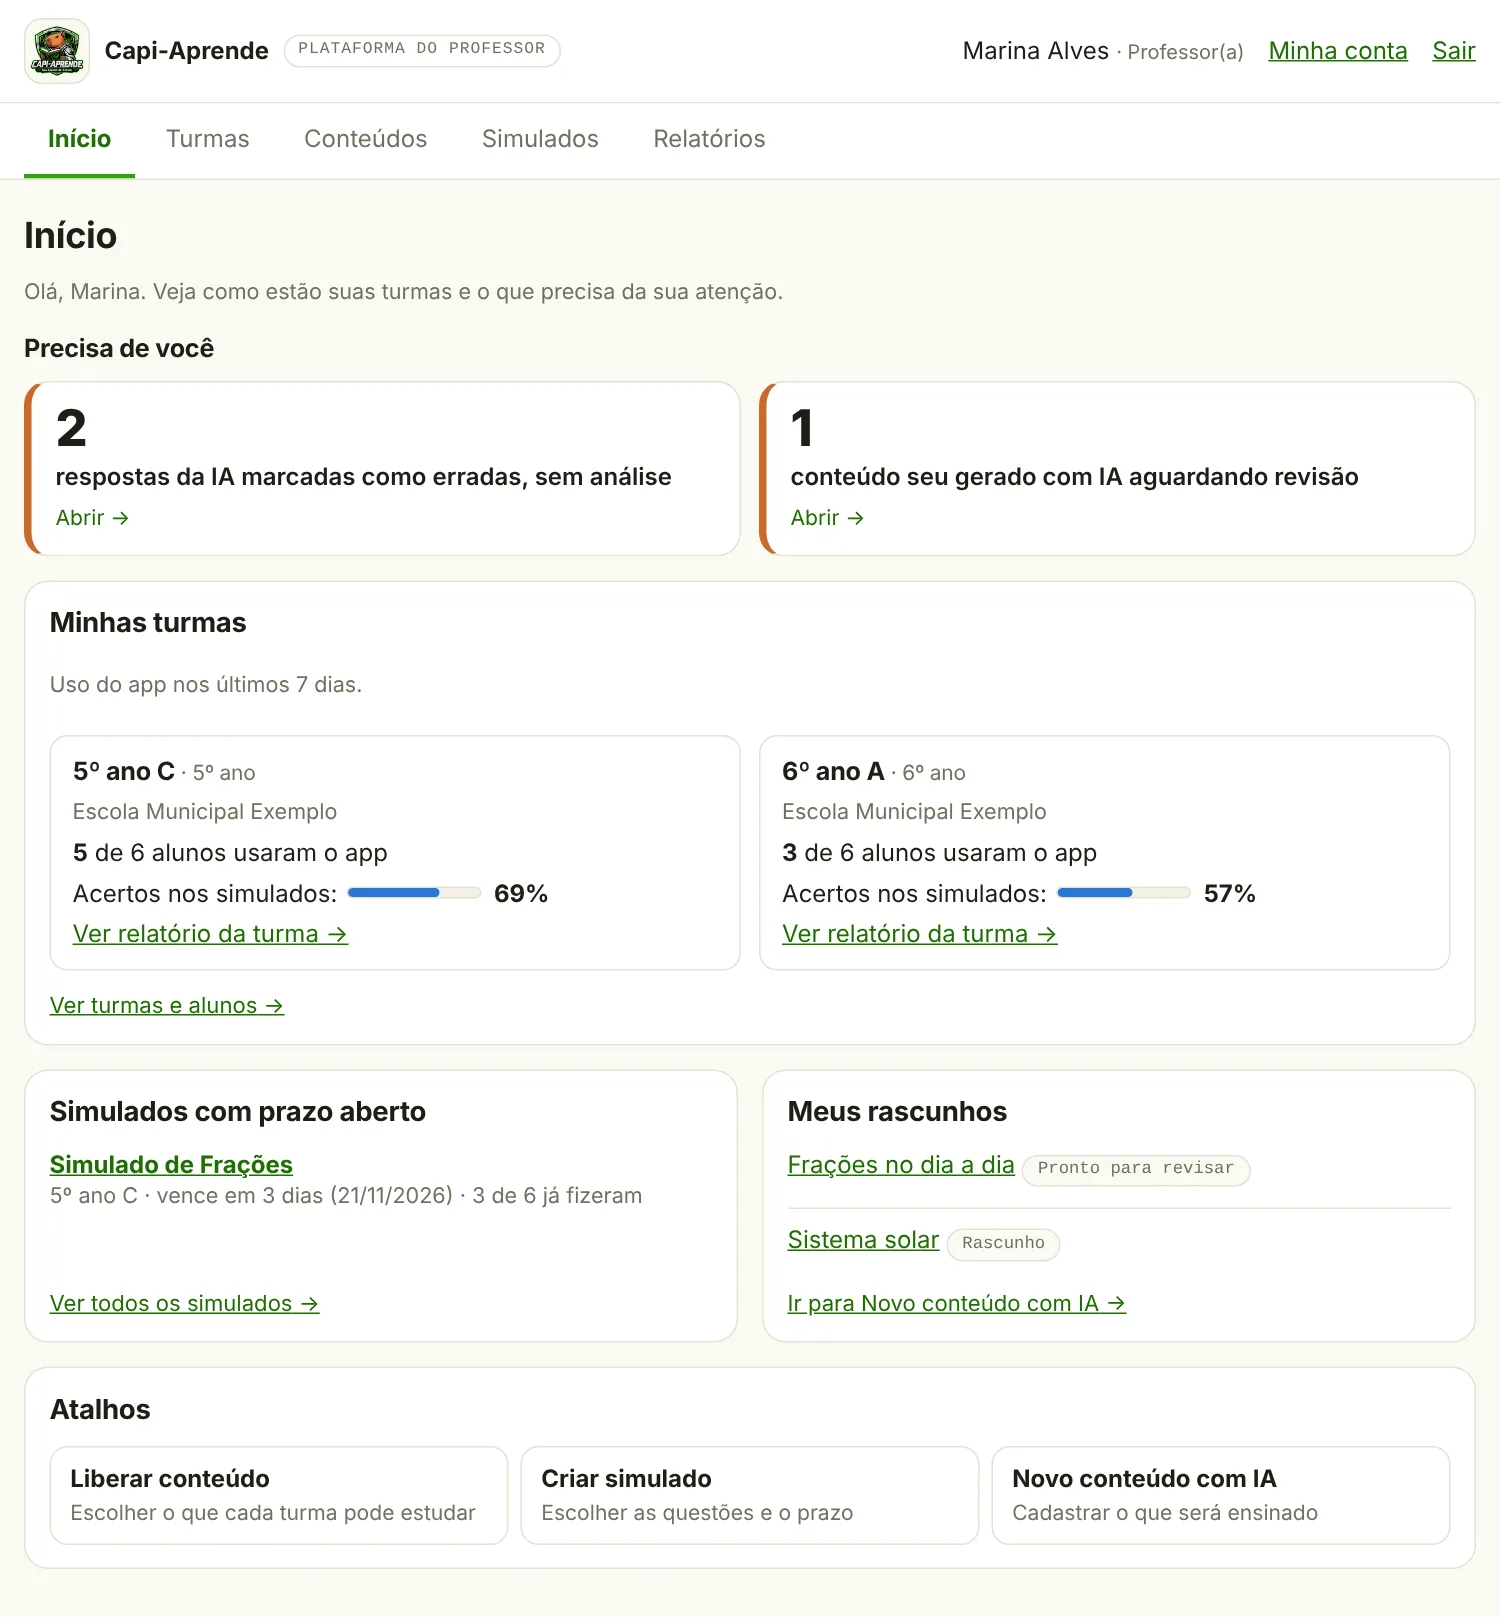 CAPI-APRENDE
Capi-Aprende
PLATAFORMA DO PROFESSOR
Marina Alves · Professor(a)
Minha conta
Sair
Início
Turmas
Conteúdos
Simulados
Relatórios
Início
Olá, Marina. Veja como estão suas turmas e o que precisa da sua atenção.
Precisa de você
2
respostas da IA marcadas como erradas, sem análise
Abrir →
1
conteúdo seu gerado com IA aguardando revisão
Abrir →
Minhas turmas
Uso do app nos últimos 7 dias.
5º ano C · 5º ano
Escola Municipal Exemplo
5 de 6 alunos usaram o app
Acertos nos simulados: 69%
Ver relatório da turma →
6º ano A · 6º ano
Escola Municipal Exemplo
3 de 6 alunos usaram o app
Acertos nos simulados: 57%
Ver relatório da turma →
Ver turmas e alunos →
Simulados com prazo aberto
Simulado de Frações
5º ano C · vence em 3 dias (21/11/2026) · 3 de 6 já fizeram
Ver todos os simulados →
Meus rascunhos
Frações no dia a dia Pronto para revisar
Sistema solar Rascunho
Ir para Novo conteúdo com IA →
Atalhos
Liberar conteúdo
Escolher o que cada turma pode estudar
Criar simulado
Escolher as questões e o prazo
Novo conteúdo com IA
Cadastrar o que será ensinado